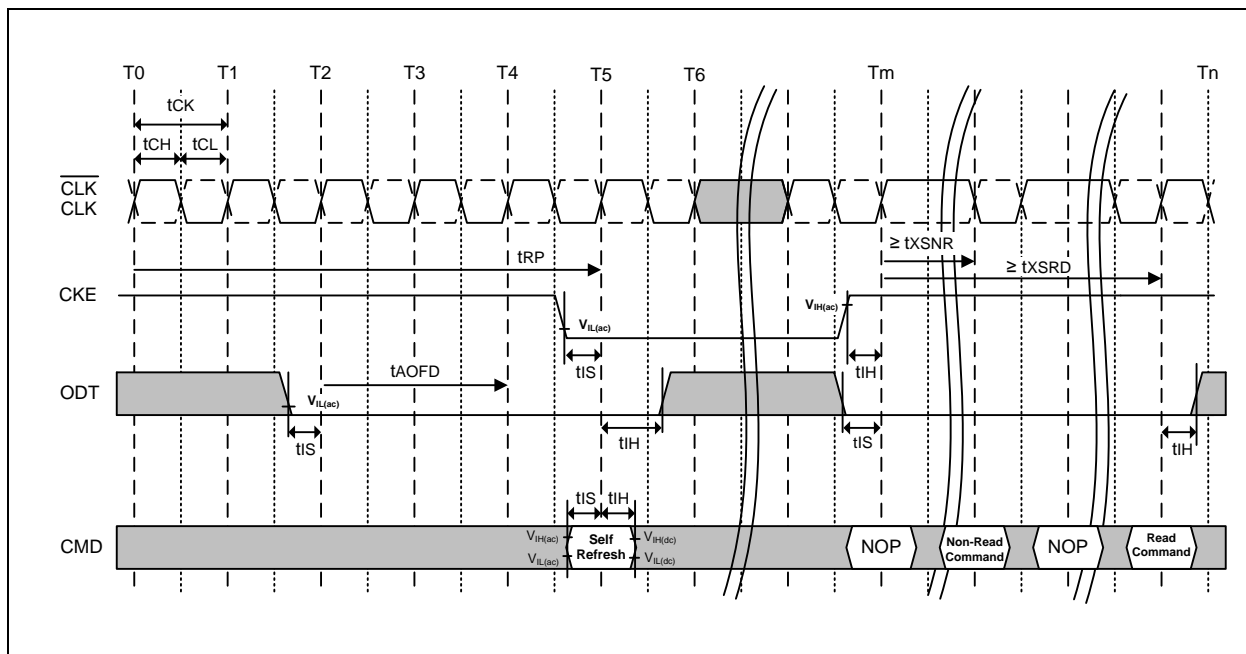 T0 T1 T2 T3 T4 T5 T6 Tm Tn
tCK
tCH tCL
CLK
CLK
≥ tXSNR
tRP
≥ tXSRD
CKE
VIH(ac)
VIL(ac)
tIS
tIH
tAOFD
ODT
VIL(ac)
tIS
tIH
tIS
tIH
tIS tIH
CMD
VIH(ac)
VIL(ac)
Self
Refresh
VIH(dc)
VIL(dc)
NOP
Non-Read
Command
NOP
Read
Command